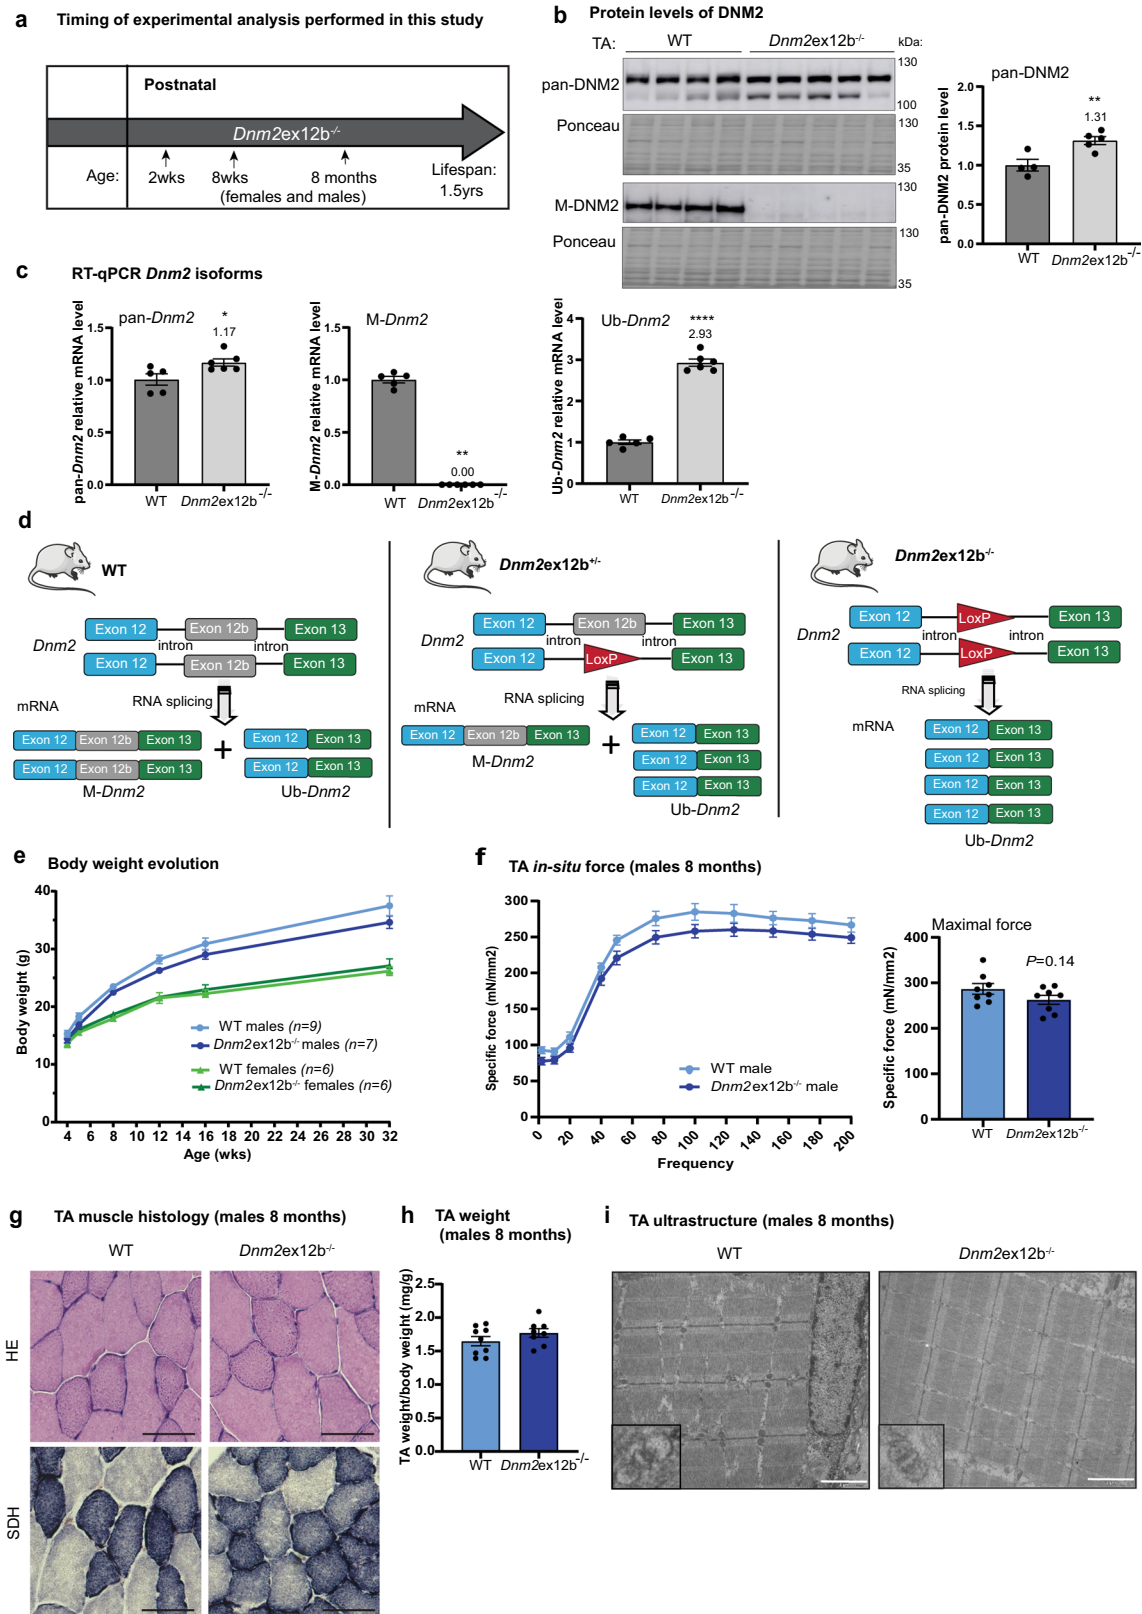 a Timing of experimental analysis performed in this study
Postnatal
Dnm2ex12b-/-
Age:
2wks
8wks
8 months
(females and males)
Lifespan:
1.5yrs
b Protein levels of DNM2
TA: WT Dnm2ex12b-/- kDa:
pan-DNM2
130
100
Ponceau
130
35
M-DNM2
130
Ponceau
130
35
pan-DNM2
pan-DNM2 protein level
2.0
1.5
1.0
0.5
0.0
**
1.31
WT Dnm2ex12b-/-
c RT-qPCR Dnm2 isoforms
pan-Dnm2
pan-Dnm2 relative mRNA level
1.5
1.0
0.5
0.0
*
1.17
WT Dnm2ex12b-/-
M-Dnm2
M-Dnm2 relative mRNA level
1.5
1.0
0.5
0.0
**
0.00
WT Dnm2ex12b-/-
Ub-Dnm2
Ub-Dnm2 relative mRNA level
4
3
2
1
0
****
2.93
WT Dnm2ex12b-/-
d
WT
Dnm2
Exon 12 Exon 12b Exon 13
intron intron
Exon 12 Exon 12b Exon 13
mRNA
RNA splicing
Exon 12 Exon 12b Exon 13 + Exon 12 Exon 13
Exon 12 Exon 12b Exon 13 Exon 12 Exon 13
M-Dnm2 Ub-Dnm2
Dnm2ex12b+/-
Dnm2
Exon 12 Exon 12b Exon 13
intron intron
Exon 12 LoxP Exon 13
mRNA
RNA splicing
Exon 12 Exon 12b Exon 13 + Exon 12 Exon 13
Exon 12 Exon 13
Exon 12 Exon 13
M-Dnm2
Ub-Dnm2
Dnm2ex12b-/-
Dnm2
Exon 12 LoxP Exon 13
intron intron
Exon 12 LoxP Exon 13
RNA splicing
mRNA
Exon 12 Exon 13
Exon 12 Exon 13
Exon 12 Exon 13
Exon 12 Exon 13
Ub-Dnm2
e Body weight evolution
Body weight (g)
40
30
20
10
0
WT males (n=9)
Dnm2ex12b-/- males (n=7)
WT females (n=6)
Dnm2ex12b-/- females (n=6)
4 6 8 10 12 14 16 18 20 22 24 26 28 30 32
Age (wks)
f TA in-situ force (males 8 months)
Specific force (mN/mm2)
300
250
200
150
100
50
0
WT male
Dnm2ex12b-/- male
0 20 40 60 80 100 120 140 160 180 200
Frequency
Maximal force
Specific force (mN/mm2)
400
300
200
100
0
P=0.14
WT Dnm2ex12b-/-
g TA muscle histology (males 8 months)
WT Dnm2ex12b-/-
HE
SDH
h TA weight
(males 8 months)
TA weight/body weight (mg/g)
2.5
2.0
1.5
1.0
0.5
0.0
WT Dnm2ex12b-/-
i TA ultrastructure (males 8 months)
WT Dnm2ex12b-/-